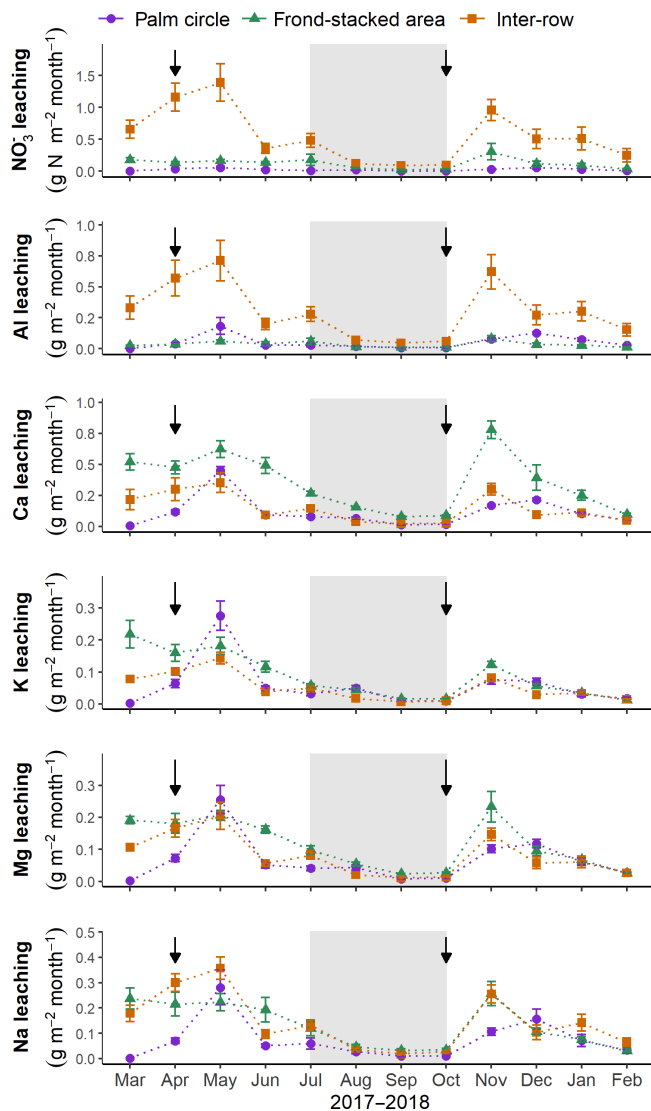 Palm circle Frond-stacked area Inter-row
NO₃⁻ leaching
(g N m⁻² month⁻¹)
1.5
1.0
0.5
0.0
Al leaching
(g m⁻² month⁻¹)
1.0
0.8
0.5
0.2
0.0
Ca leaching
(g m⁻² month⁻¹)
1.0
0.8
0.5
0.2
0.0
K leaching
(g m⁻² month⁻¹)
0.3
0.2
0.1
0.0
Mg leaching
(g m⁻² month⁻¹)
0.3
0.2
0.1
0.0
Na leaching
(g m⁻² month⁻¹)
0.5
0.4
0.3
0.2
0.1
0.0
Mar Apr May Jun Jul Aug Sep Oct Nov Dec Jan Feb
2017−2018